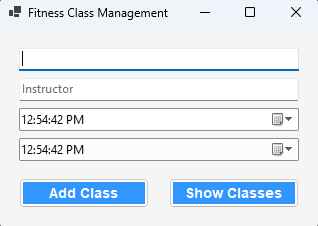 Fitness Class Management
Instructor
12:54:42 PM
12:54:42 PM
Add Class
Show Classes